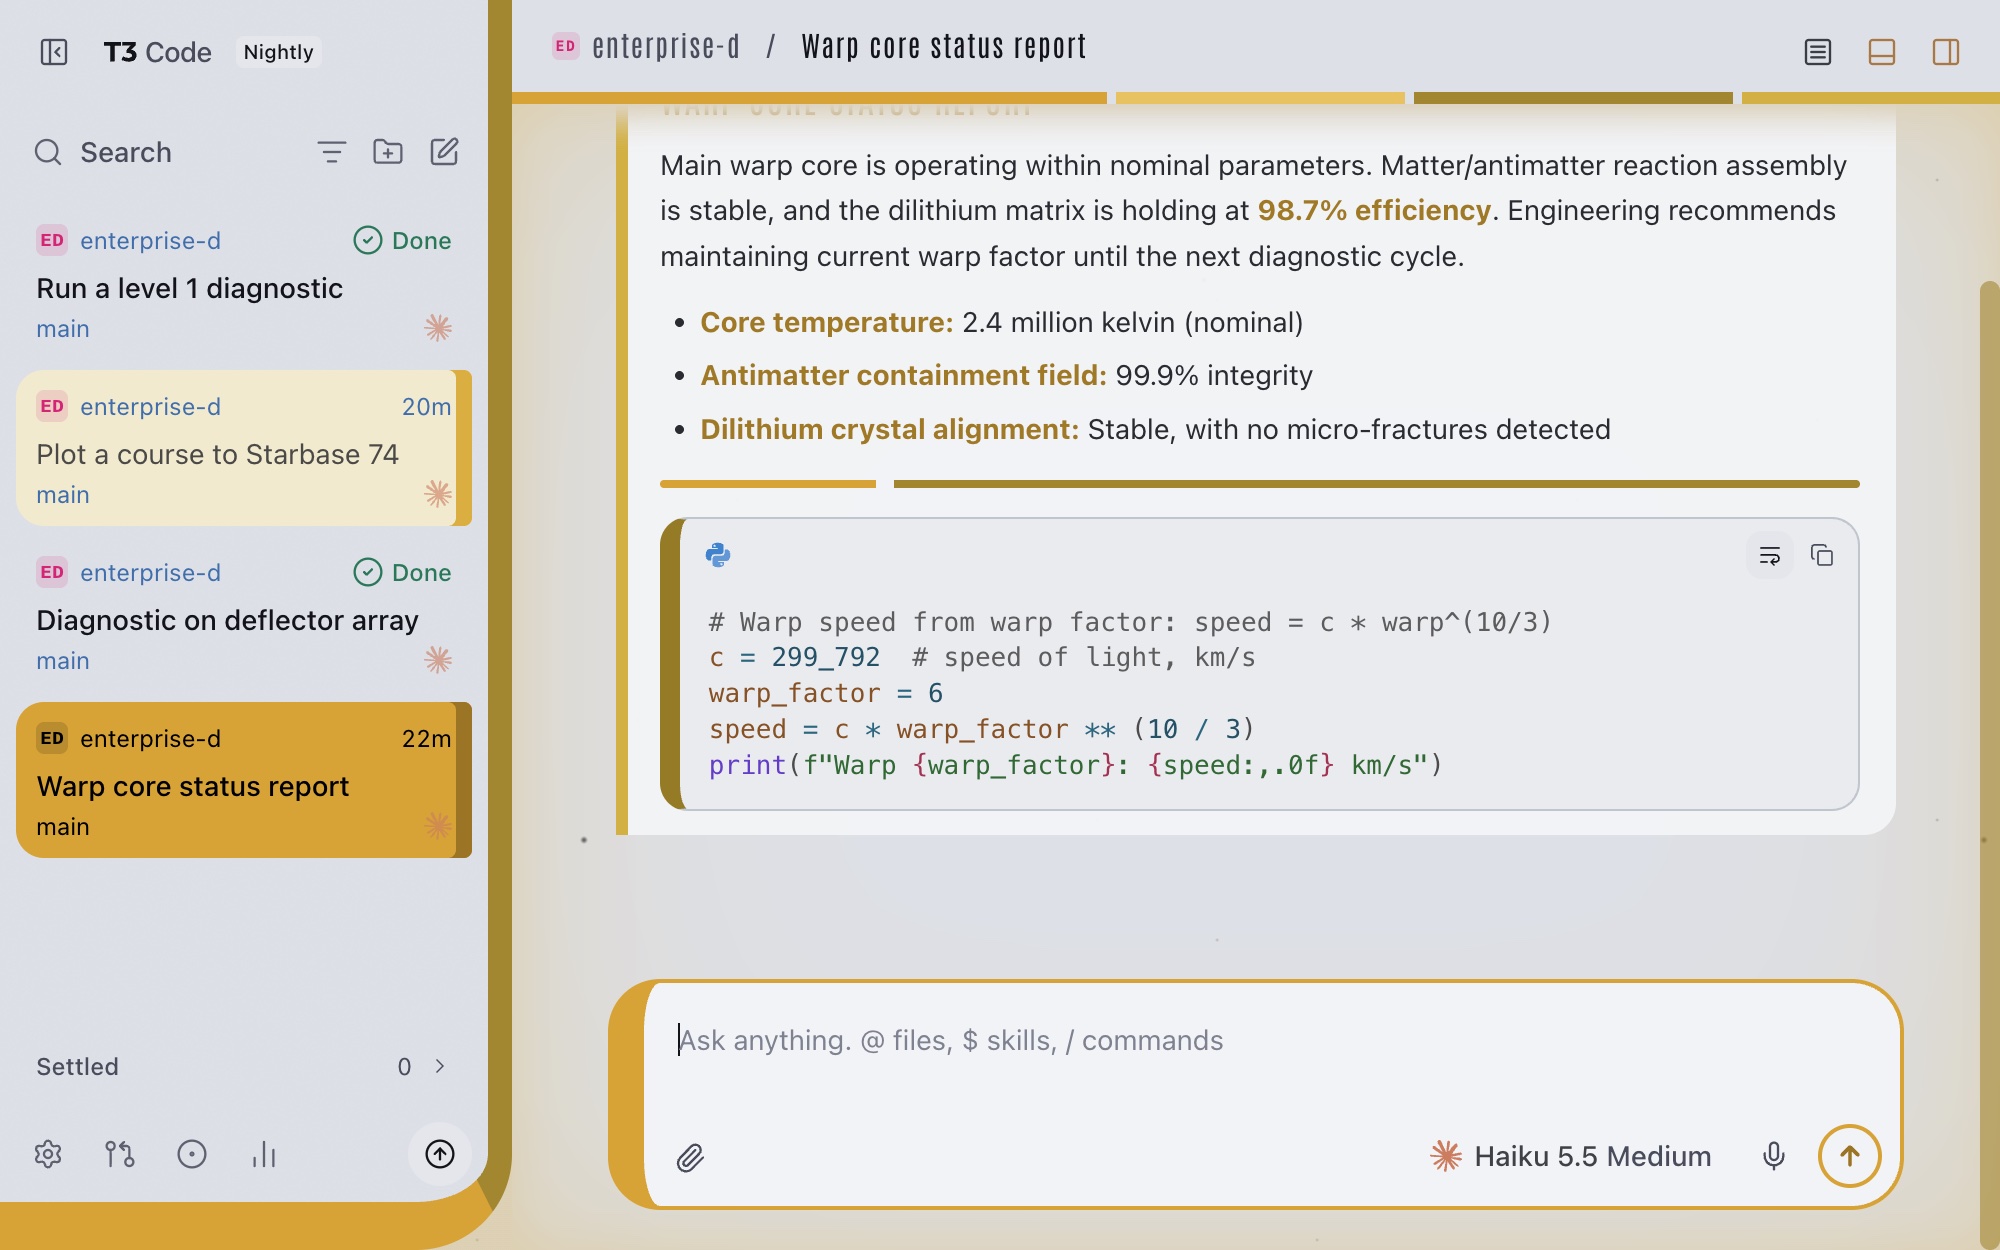 T3 Code Nightly
Search
ED enterprise-d Done
Run a level 1 diagnostic
main
ED enterprise-d 20m
Plot a course to Starbase 74
main
ED enterprise-d Done
Diagnostic on deflector array
main
ED enterprise-d 22m
Warp core status report
main
Settled 0
ED enterprise-d / Warp core status report
WARP CORE STATUS REPORT
Main warp core is operating within nominal parameters. Matter/antimatter reaction assembly
is stable, and the dilithium matrix is holding at 98.7% efficiency. Engineering recommends
maintaining current warp factor until the next diagnostic cycle.
• Core temperature: 2.4 million kelvin (nominal)
• Antimatter containment field: 99.9% integrity
• Dilithium crystal alignment: Stable, with no micro-fractures detected
# Warp speed from warp factor: speed = c * warp^(10/3)
c = 299_792  # speed of light, km/s
warp_factor = 6
speed = c * warp_factor ** (10 / 3)
print(f"Warp {warp_factor}: {speed:,.0f} km/s")
Ask anything. @ files, $ skills, / commands
Haiku 5.5 Medium